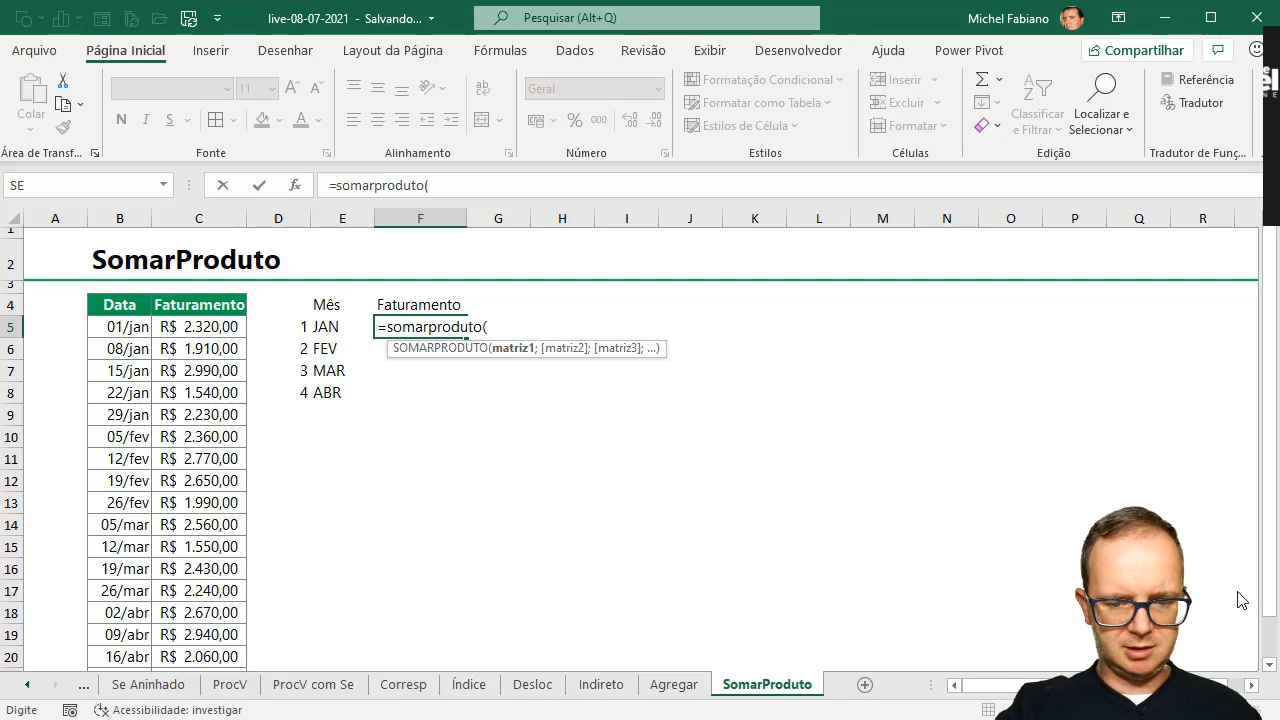 live-08-07-2021 - Salvando...
Pesquisar (Alt+Q)
Michel Fabiano
Arquivo Página Inicial Inserir Desenhar Layout da Página Fórmulas Dados Revisão Exibir Desenvolvedor Ajuda Power Pivot Compartilhar
Colar
11
Geral
Formatação Condicional
Formatar como Tabela
Estilos de Célula
Inserir
Excluir
Formatar
Classificar e Filtrar
Localizar e Selecionar
Referência
Tradutor
Área de Transf... Fonte Alinhamento Número Estilos Células Edição Tradutor de Funç...
SE =somarproduto(
A B C D E F G H I J K L M N O P Q R
1
2 SomarProduto
3
4 Data Faturamento Mês Faturamento
5 01/jan R$ 2.320,00 1 JAN =somarproduto(
6 08/jan R$ 1.910,00 2 FEV SOMARPRODUTO(matriz1; [matriz2]; [matriz3]; ...)
7 15/jan R$ 2.990,00 3 MAR
8 22/jan R$ 1.540,00 4 ABR
9 29/jan R$ 2.230,00
10 05/fev R$ 2.360,00
11 12/fev R$ 2.770,00
12 19/fev R$ 2.650,00
13 26/fev R$ 1.990,00
14 05/mar R$ 2.560,00
15 12/mar R$ 1.550,00
16 19/mar R$ 2.430,00
17 26/mar R$ 2.240,00
18 02/abr R$ 2.670,00
19 09/abr R$ 2.940,00
20 16/abr R$ 2.060,00
... Se Aninhado ProcV ProcV com Se Corresp Índice Desloc Indireto Agregar SomarProduto
Digite Acessibilidade: investigar